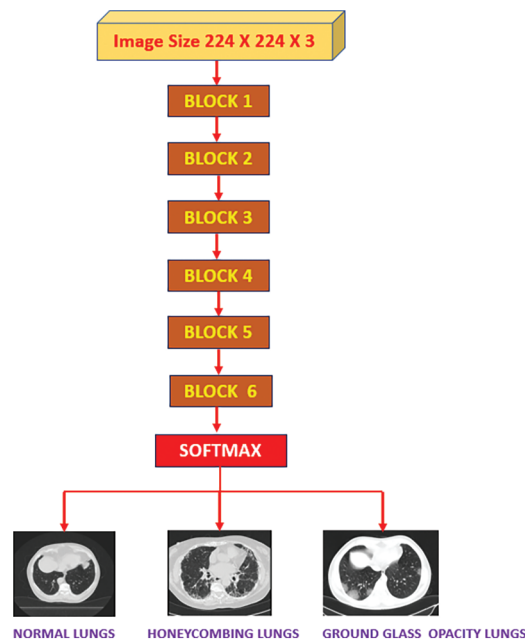 Image Size 224 X 224 X 3
BLOCK 1
BLOCK 2
BLOCK 3
BLOCK 4
BLOCK 5
BLOCK 6
SOFTMAX
NORMAL LUNGS HONEYCOMBING LUNGS GROUND GLASS OPACITY LUNGS